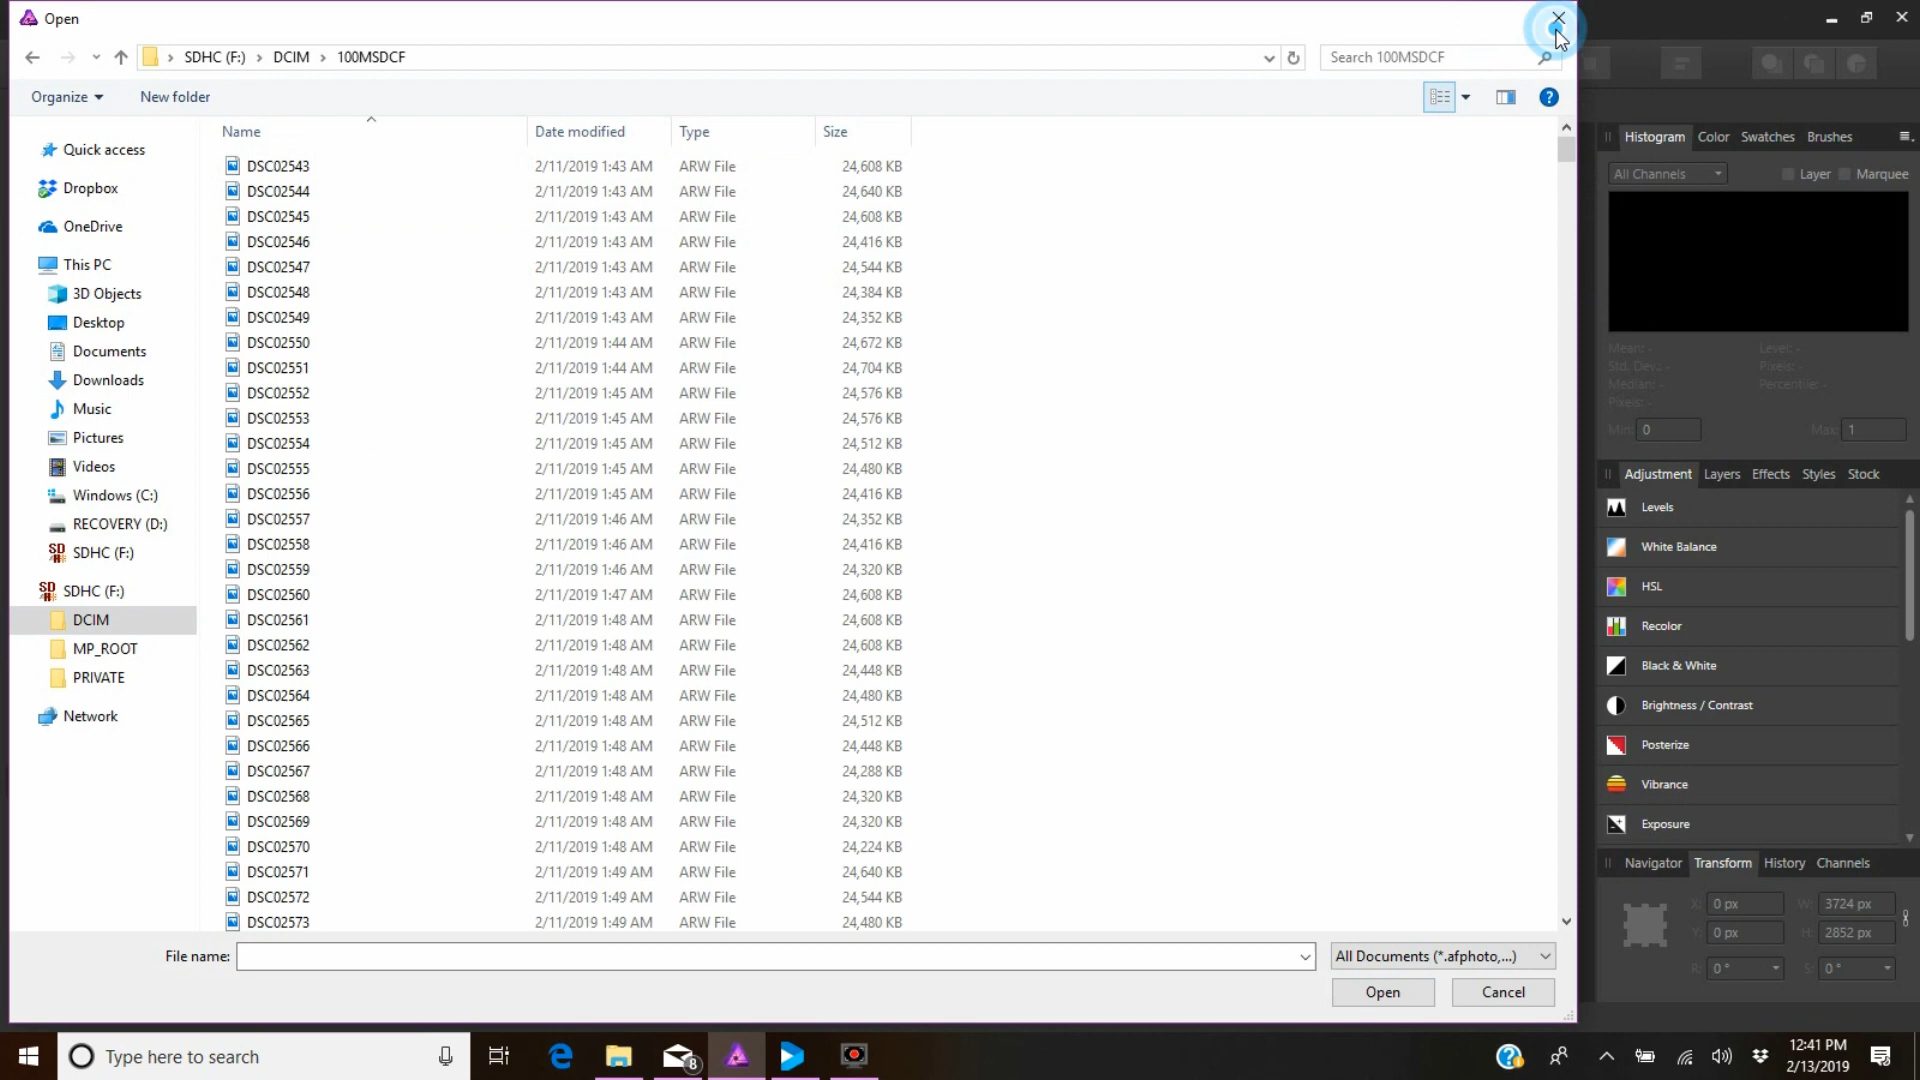 Open
SDHC (F:) > DCIM > 100MSDCF
Search 100MSDCF
Organize New folder
Name Date modified Type Size
Quick access
Dropbox
OneDrive
This PC
3D Objects
Desktop
Documents
Downloads
Music
Pictures
Videos
Windows (C:)
RECOVERY (D:)
SDHC (F:)
SDHC (F:)
DCIM
MP_ROOT
PRIVATE
Network
DSC02543 2/11/2019 1:43 AM ARW File 24,608 KB
DSC02544 2/11/2019 1:43 AM ARW File 24,640 KB
DSC02545 2/11/2019 1:43 AM ARW File 24,608 KB
DSC02546 2/11/2019 1:43 AM ARW File 24,416 KB
DSC02547 2/11/2019 1:43 AM ARW File 24,544 KB
DSC02548 2/11/2019 1:43 AM ARW File 24,384 KB
DSC02549 2/11/2019 1:43 AM ARW File 24,352 KB
DSC02550 2/11/2019 1:44 AM ARW File 24,672 KB
DSC02551 2/11/2019 1:44 AM ARW File 24,704 KB
DSC02552 2/11/2019 1:45 AM ARW File 24,576 KB
DSC02553 2/11/2019 1:45 AM ARW File 24,576 KB
DSC02554 2/11/2019 1:45 AM ARW File 24,512 KB
DSC02555 2/11/2019 1:45 AM ARW File 24,480 KB
DSC02556 2/11/2019 1:45 AM ARW File 24,416 KB
DSC02557 2/11/2019 1:46 AM ARW File 24,352 KB
DSC02558 2/11/2019 1:46 AM ARW File 24,416 KB
DSC02559 2/11/2019 1:46 AM ARW File 24,320 KB
DSC02560 2/11/2019 1:47 AM ARW File 24,608 KB
DSC02561 2/11/2019 1:48 AM ARW File 24,608 KB
DSC02562 2/11/2019 1:48 AM ARW File 24,608 KB
DSC02563 2/11/2019 1:48 AM ARW File 24,448 KB
DSC02564 2/11/2019 1:48 AM ARW File 24,480 KB
DSC02565 2/11/2019 1:48 AM ARW File 24,512 KB
DSC02566 2/11/2019 1:48 AM ARW File 24,448 KB
DSC02567 2/11/2019 1:48 AM ARW File 24,288 KB
DSC02568 2/11/2019 1:48 AM ARW File 24,320 KB
DSC02569 2/11/2019 1:48 AM ARW File 24,320 KB
DSC02570 2/11/2019 1:48 AM ARW File 24,224 KB
DSC02571 2/11/2019 1:49 AM ARW File 24,640 KB
DSC02572 2/11/2019 1:49 AM ARW File 24,544 KB
DSC02573 2/11/2019 1:49 AM ARW File 24,480 KB
File name:
All Documents (*.afphoto,...)
Open Cancel
Histogram Color Swatches Brushes
All Channels Layer Marquee
Mean: - Level: -
Std. Dev.: - Pixels: -
Median: - Percentile: -
Pixels: -
Min: 0 Max: 1
Adjustment Layers Effects Styles Stock
Levels
White Balance
HSL
Recolor
Black & White
Brightness / Contrast
Posterize
Vibrance
Exposure
Navigator Transform History Channels
X: 0 px W: 3724 px
Y: 0 px H: 2852 px
R: 0 ° S: 0 °
Type here to search
8
12:41 PM
2/13/2019